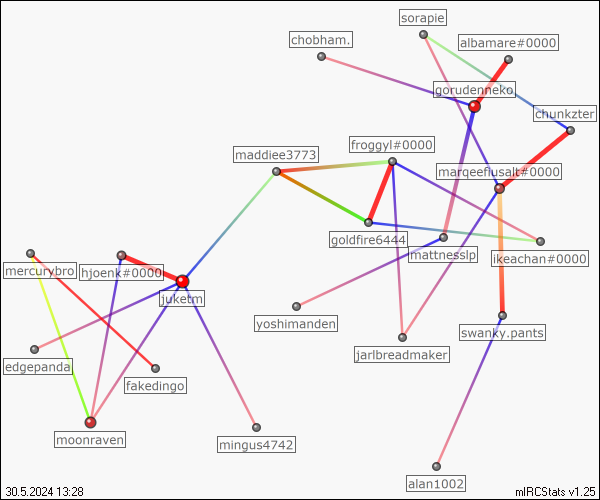 sorapie
chobham.
albamare#0000
gorudenneko
chunkzter
froggyl#0000
maddiee3773
marqeeflusalt#0000
goldfire6444
mattnesslp
ikeachan#0000
mercurybro
hjoenk#0000
juketm
yoshimanden
swanky.pants
jarlbreadmaker
edgepanda
fakedingo
moonraven
mingus4742
alan1002
30.5.2024 13:28
mIRCStats v1.25